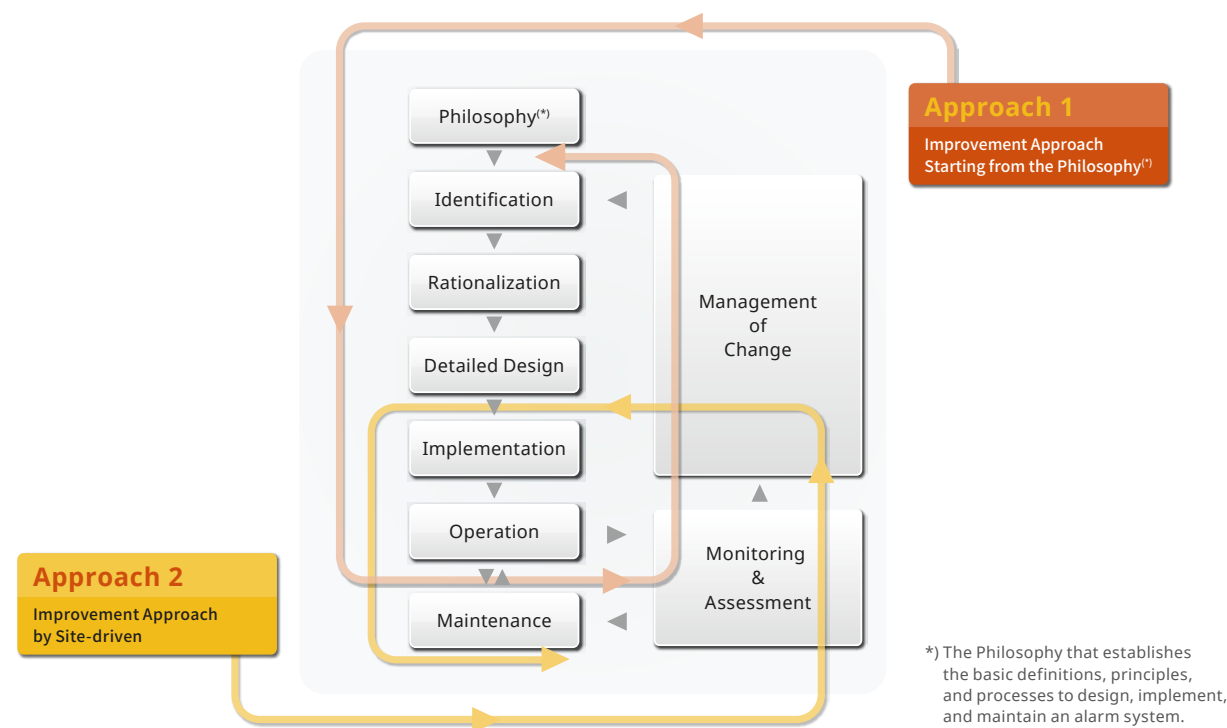 Approach 1
Improvement Approach
Starting from the Philosophy(*)
Philosophy(*)
Identification
Rationalization
Detailed Design
Implementation
Operation
Maintenance
Management
of
Change
Monitoring
&
Assessment
Approach 2
Improvement Approach
by Site-driven
*) The Philosophy that establishes
the basic definitions, principles,
and processes to design, implement,
and maintain an alarm system.